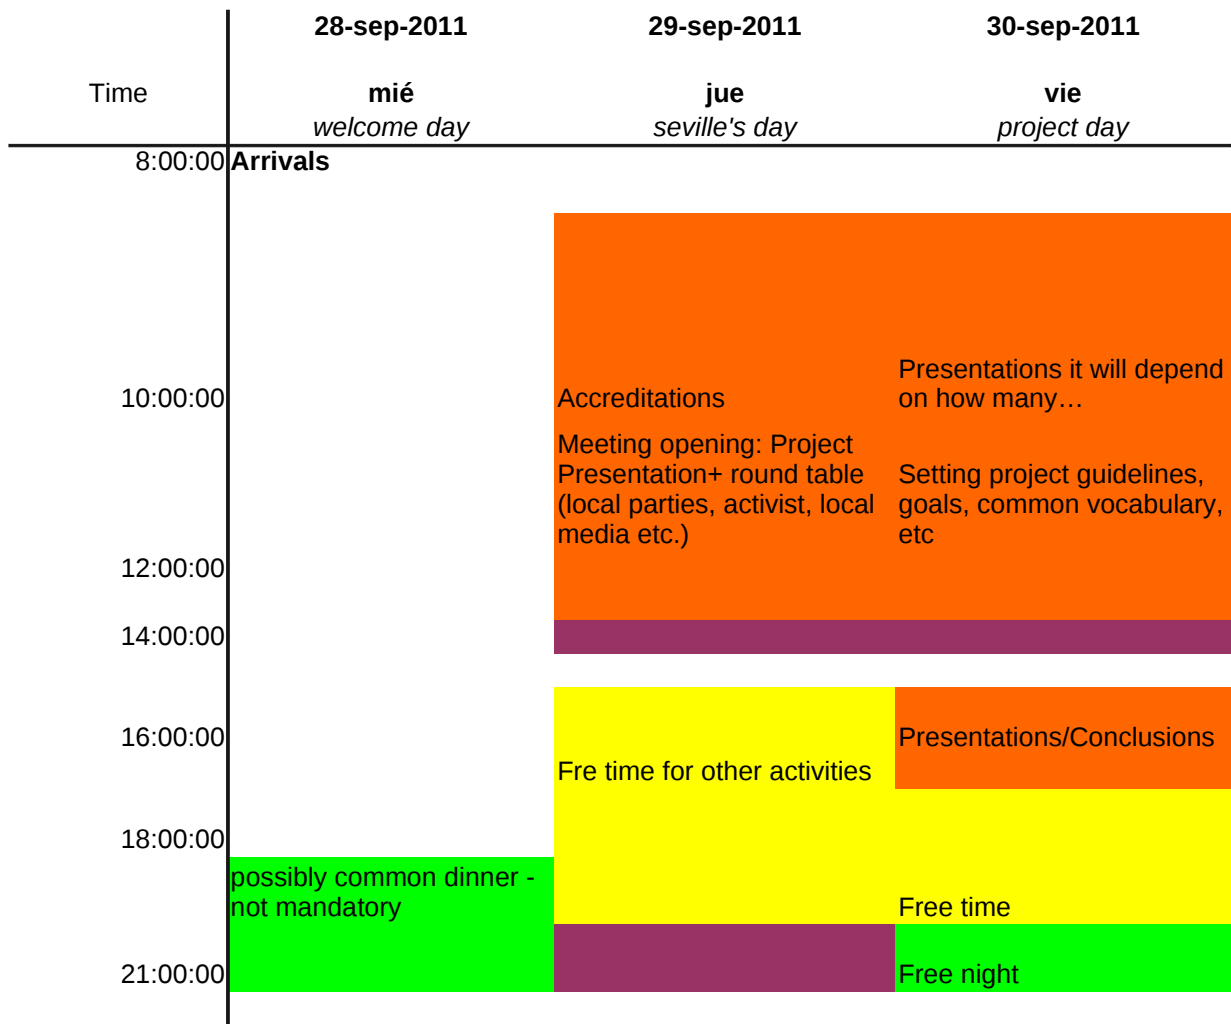 28-sep-2011 29-sep-2011 30-sep-2011
Time mié jue vie
welcome day seville's day project day
8:00:00 Arrivals
Presentations it will depend
10:00:00 Accreditations on how many…
Meeting opening: Project
Presentation+ round table Setting project guidelines,
(local parties, activist, local goals, common vocabulary,
media etc.) etc
12:00:00
14:00:00
16:00:00 Presentations/Conclusions
Fre time for other activities
18:00:00
possibly common dinner -
not mandatory Free time
21:00:00 Free night